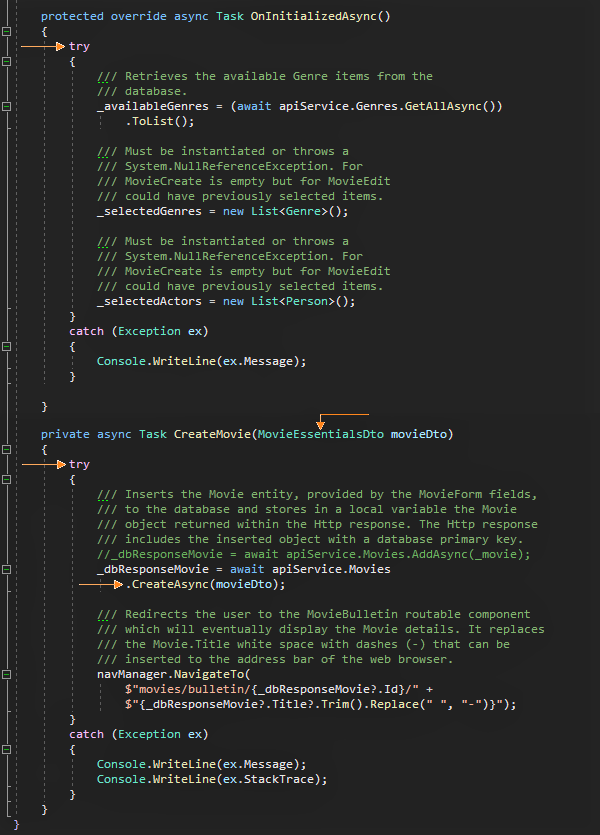 protected override async Task OnInitializedAsync()
{
try
{
/// Retrieves the available Genre items from the
/// database.
_availableGenres = (await apiService.Genres.GetAllAsync())
.ToList();
/// Must be instantiated or throws a
/// System.NullReferenceException. For
/// MovieCreate is empty but for MovieEdit
/// could have previously selected items.
_selectedGenres = new List<Genre>();
/// Must be instantiated or throws a
/// System.NullReferenceException. For
/// MovieCreate is empty but for MovieEdit
/// could have previously selected items.
_selectedActors = new List<Person>();
}
catch (Exception ex)
{
Console.WriteLine(ex.Message);
}
}
private async Task CreateMovie(MovieEssentialsDto movieDto)
{
try
{
/// Inserts the Movie entity, provided by the MovieForm fields,
/// to the database and stores in a local variable the Movie
/// object returned within the Http response. The Http response
/// includes the inserted object with a database primary key.
//_dbResponseMovie = await apiService.Movies.AddAsync(_movie);
_dbResponseMovie = await apiService.Movies
.CreateAsync(movieDto);
/// Redirects the user to the MovieBulletin routable component
/// which will eventually display the Movie details. It replaces
/// the Movie.Title white space with dashes (-) that can be
/// inserted to the address bar of the web browser.
navManager.NavigateTo(
$"movies/bulletin/{_dbResponseMovie?.Id}/" +
$"{_dbResponseMovie?.Title?.Trim().Replace(" ", "-")}");
}
catch (Exception ex)
{
Console.WriteLine(ex.Message);
Console.WriteLine(ex.StackTrace);
}
}
}